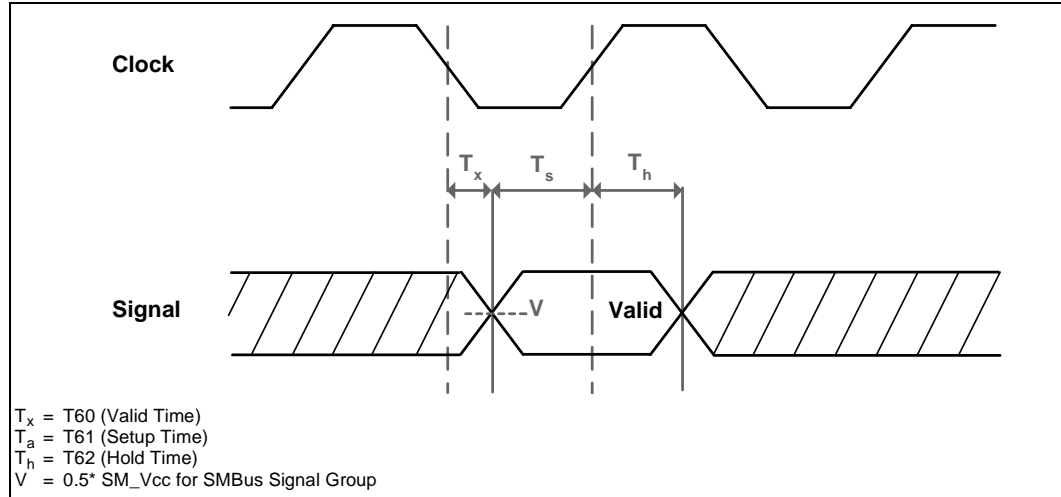 Clock
Tx Ts Th
Signal
V
Valid
Tx = T60 (Valid Time)
Ta = T61 (Setup Time)
Th = T62 (Hold Time)
V = 0.5* SM_Vcc for SMBus Signal Group